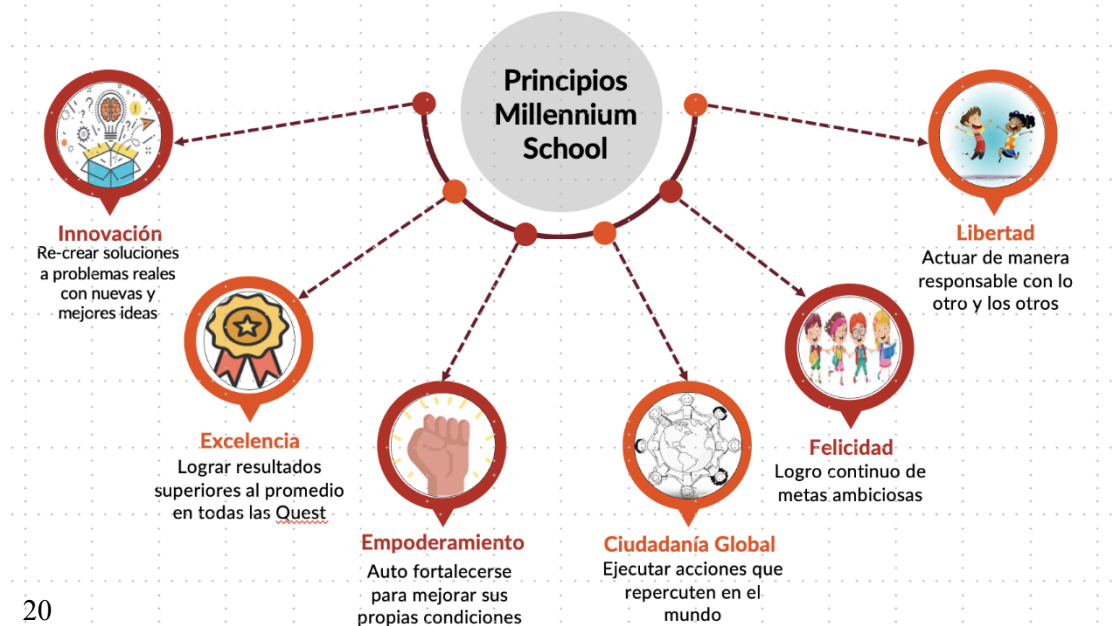 Principios
Millennium
School
Innovación
Re-crear soluciones
a problemas reales
con nuevas y
mejores ideas
Excelencia
Lograr resultados
superiores al promedio
en todas las Quest
Empoderamiento
Auto fortalecerse
para mejorar sus
propias condiciones
Ciudadanía Global
Ejecutar acciones que
repercuten en el
mundo
Felicidad
Logro continuo de
metas ambiciosas
Libertad
Actuar de manera
responsable con lo
otro y los otros
20